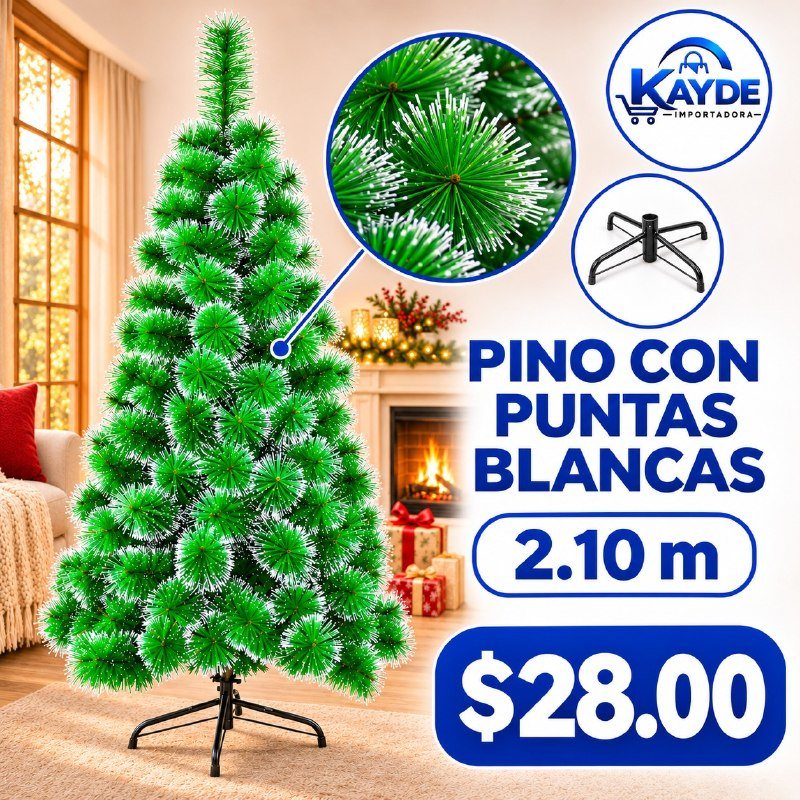 KAYDE
IMPORTADORA
PINO CON
PUNTAS
BLANCAS
2.10 m
$28.00